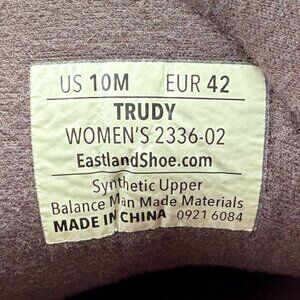 US 10M EUR 42
TRUDY
WOMEN'S 2336-02
EastlandShoe.com
Synthetic Upper
Balance Man Made Materials
MADE IN CHINA 0921 6084